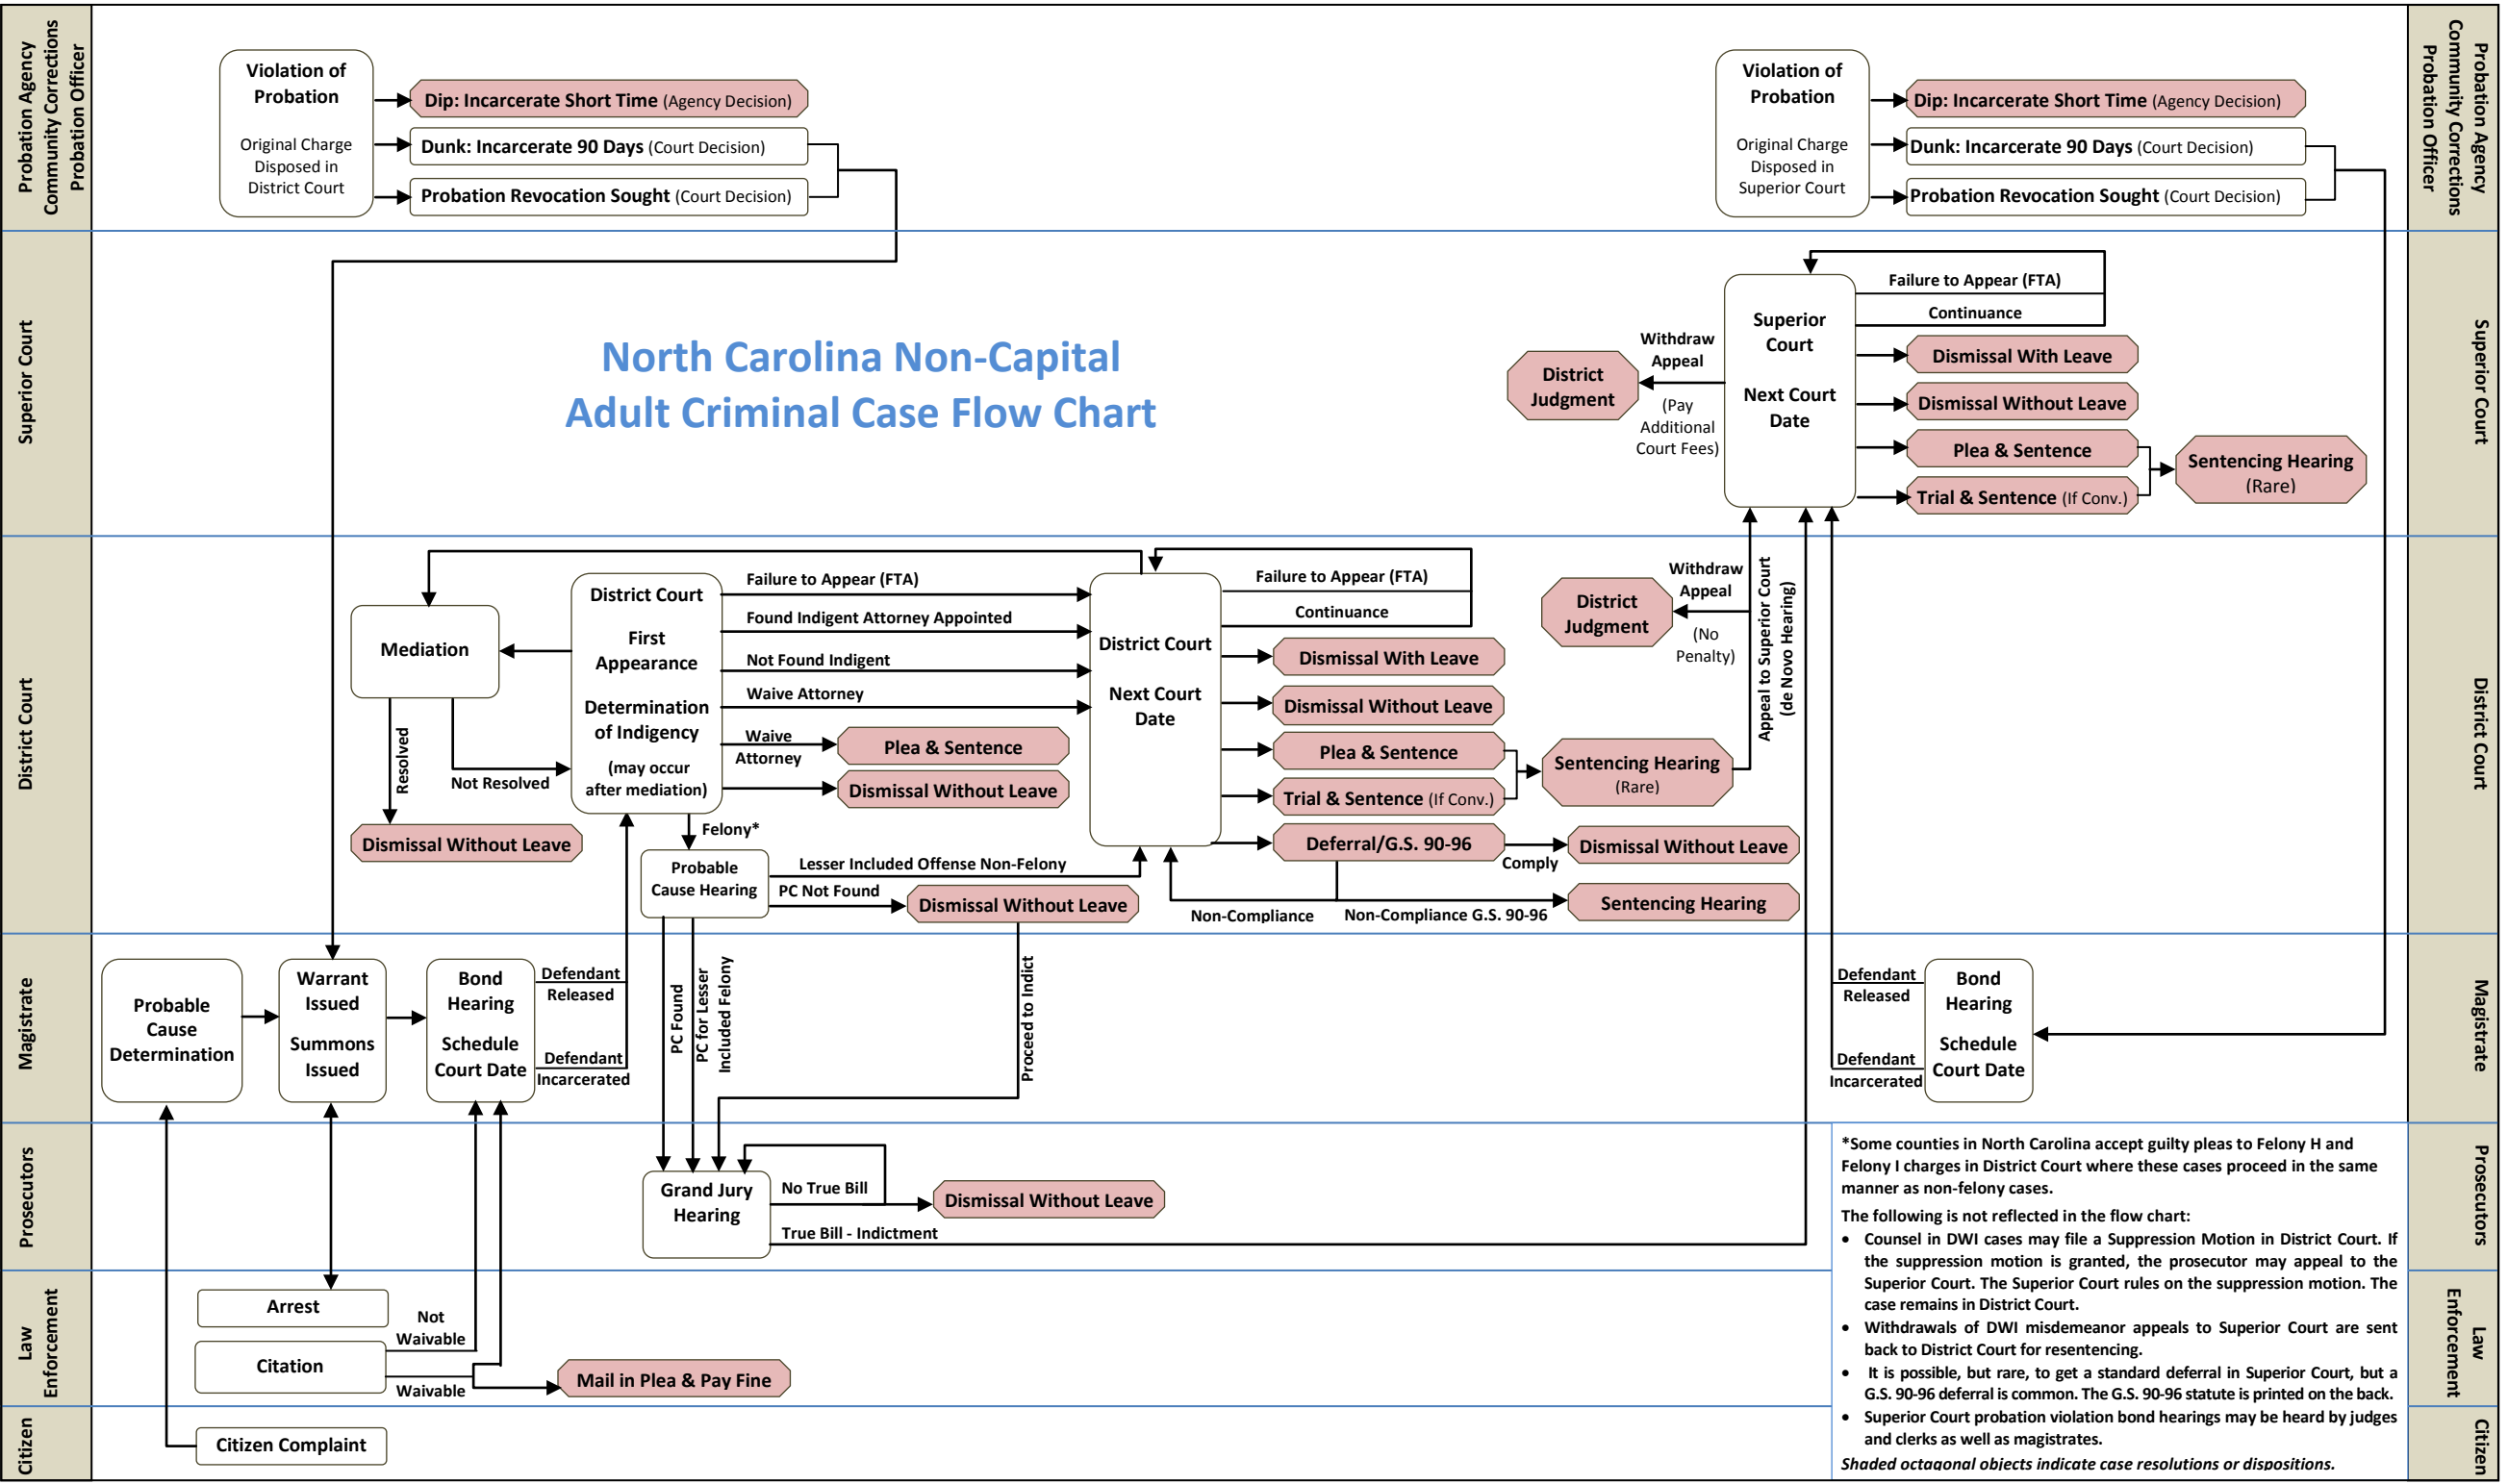 Probation Agency
Community Corrections
Probation Officer
Violation of
Probation
Original Charge
Disposed in
District Court
Dip: Incarcerate Short Time (Agency Decision)
Dunk: Incarcerate 90 Days (Court Decision)
Probation Revocation Sought (Court Decision)
Violation of
Probation
Original Charge
Disposed in
Superior Court
Dip: Incarcerate Short Time (Agency Decision)
Dunk: Incarcerate 90 Days (Court Decision)
Probation Revocation Sought (Court Decision)
Probation Agency
Community Corrections
Probation Officer
Superior Court
North Carolina Non-Capital
Adult Criminal Case Flow Chart
District
Judgment
Withdraw
Appeal
(Pay
Additional
Court Fees)
Superior
Court
Next Court
Date
Failure to Appear (FTA)
Continuance
Dismissal With Leave
Dismissal Without Leave
Plea & Sentence
Trial & Sentence (If Conv.)
Sentencing Hearing
(Rare)
Superior Court
District Court
Mediation
Resolved
Not Resolved
Dismissal Without Leave
District Court
First
Appearance
Determination
of Indigency
(may occur
after mediation)
Failure to Appear (FTA)
Found Indigent Attorney Appointed
Not Found Indigent
Waive Attorney
Waive
Attorney
Plea & Sentence
Dismissal Without Leave
Felony*
Probable
Cause Hearing
Lesser Included Offense Non-Felony
PC Not Found
Dismissal Without Leave
District Court
Next Court
Date
Failure to Appear (FTA)
Continuance
Dismissal With Leave
Dismissal Without Leave
Plea & Sentence
Trial & Sentence (If Conv.)
Deferral/G.S. 90-96
Comply
Dismissal Without Leave
Non-Compliance
Non-Compliance G.S. 90-96
Sentencing Hearing
Sentencing Hearing
(Rare)
District
Judgment
Withdraw
Appeal
(No
Penalty)
Appeal to Superior Court
(de Novo Hearing)
District Court
Magistrate
Probable
Cause
Determination
Warrant
Issued
Summons
Issued
Bond
Hearing
Schedule
Court Date
Defendant
Released
Defendant
Incarcerated
PC Found
PC for Lesser
Included Felony
Proceed to Indict
Defendant
Released
Defendant
Incarcerated
Bond
Hearing
Schedule
Court Date
Magistrate
Prosecutors
Grand Jury
Hearing
No True Bill
Dismissal Without Leave
True Bill - Indictment
Prosecutors
Law
Enforcement
Arrest
Citation
Not
Waivable
Waivable
Mail in Plea & Pay Fine
Law
Enforcement
Citizen
Citizen Complaint
Citizen
*Some counties in North Carolina accept guilty pleas to Felony H and
Felony I charges in District Court where these cases proceed in the same
manner as non-felony cases.
The following is not reflected in the flow chart:
• Counsel in DWI cases may file a Suppression Motion in District Court. If
the suppression motion is granted, the prosecutor may appeal to the
Superior Court. The Superior Court rules on the suppression motion. The
case remains in District Court.
• Withdrawals of DWI misdemeanor appeals to Superior Court are sent
back to District Court for resentencing.
• It is possible, but rare, to get a standard deferral in Superior Court, but a
G.S. 90-96 deferral is common. The G.S. 90-96 statute is printed on the back.
• Superior Court probation violation bond hearings may be heard by judges
and clerks as well as magistrates.
Shaded octagonal objects indicate case resolutions or dispositions.